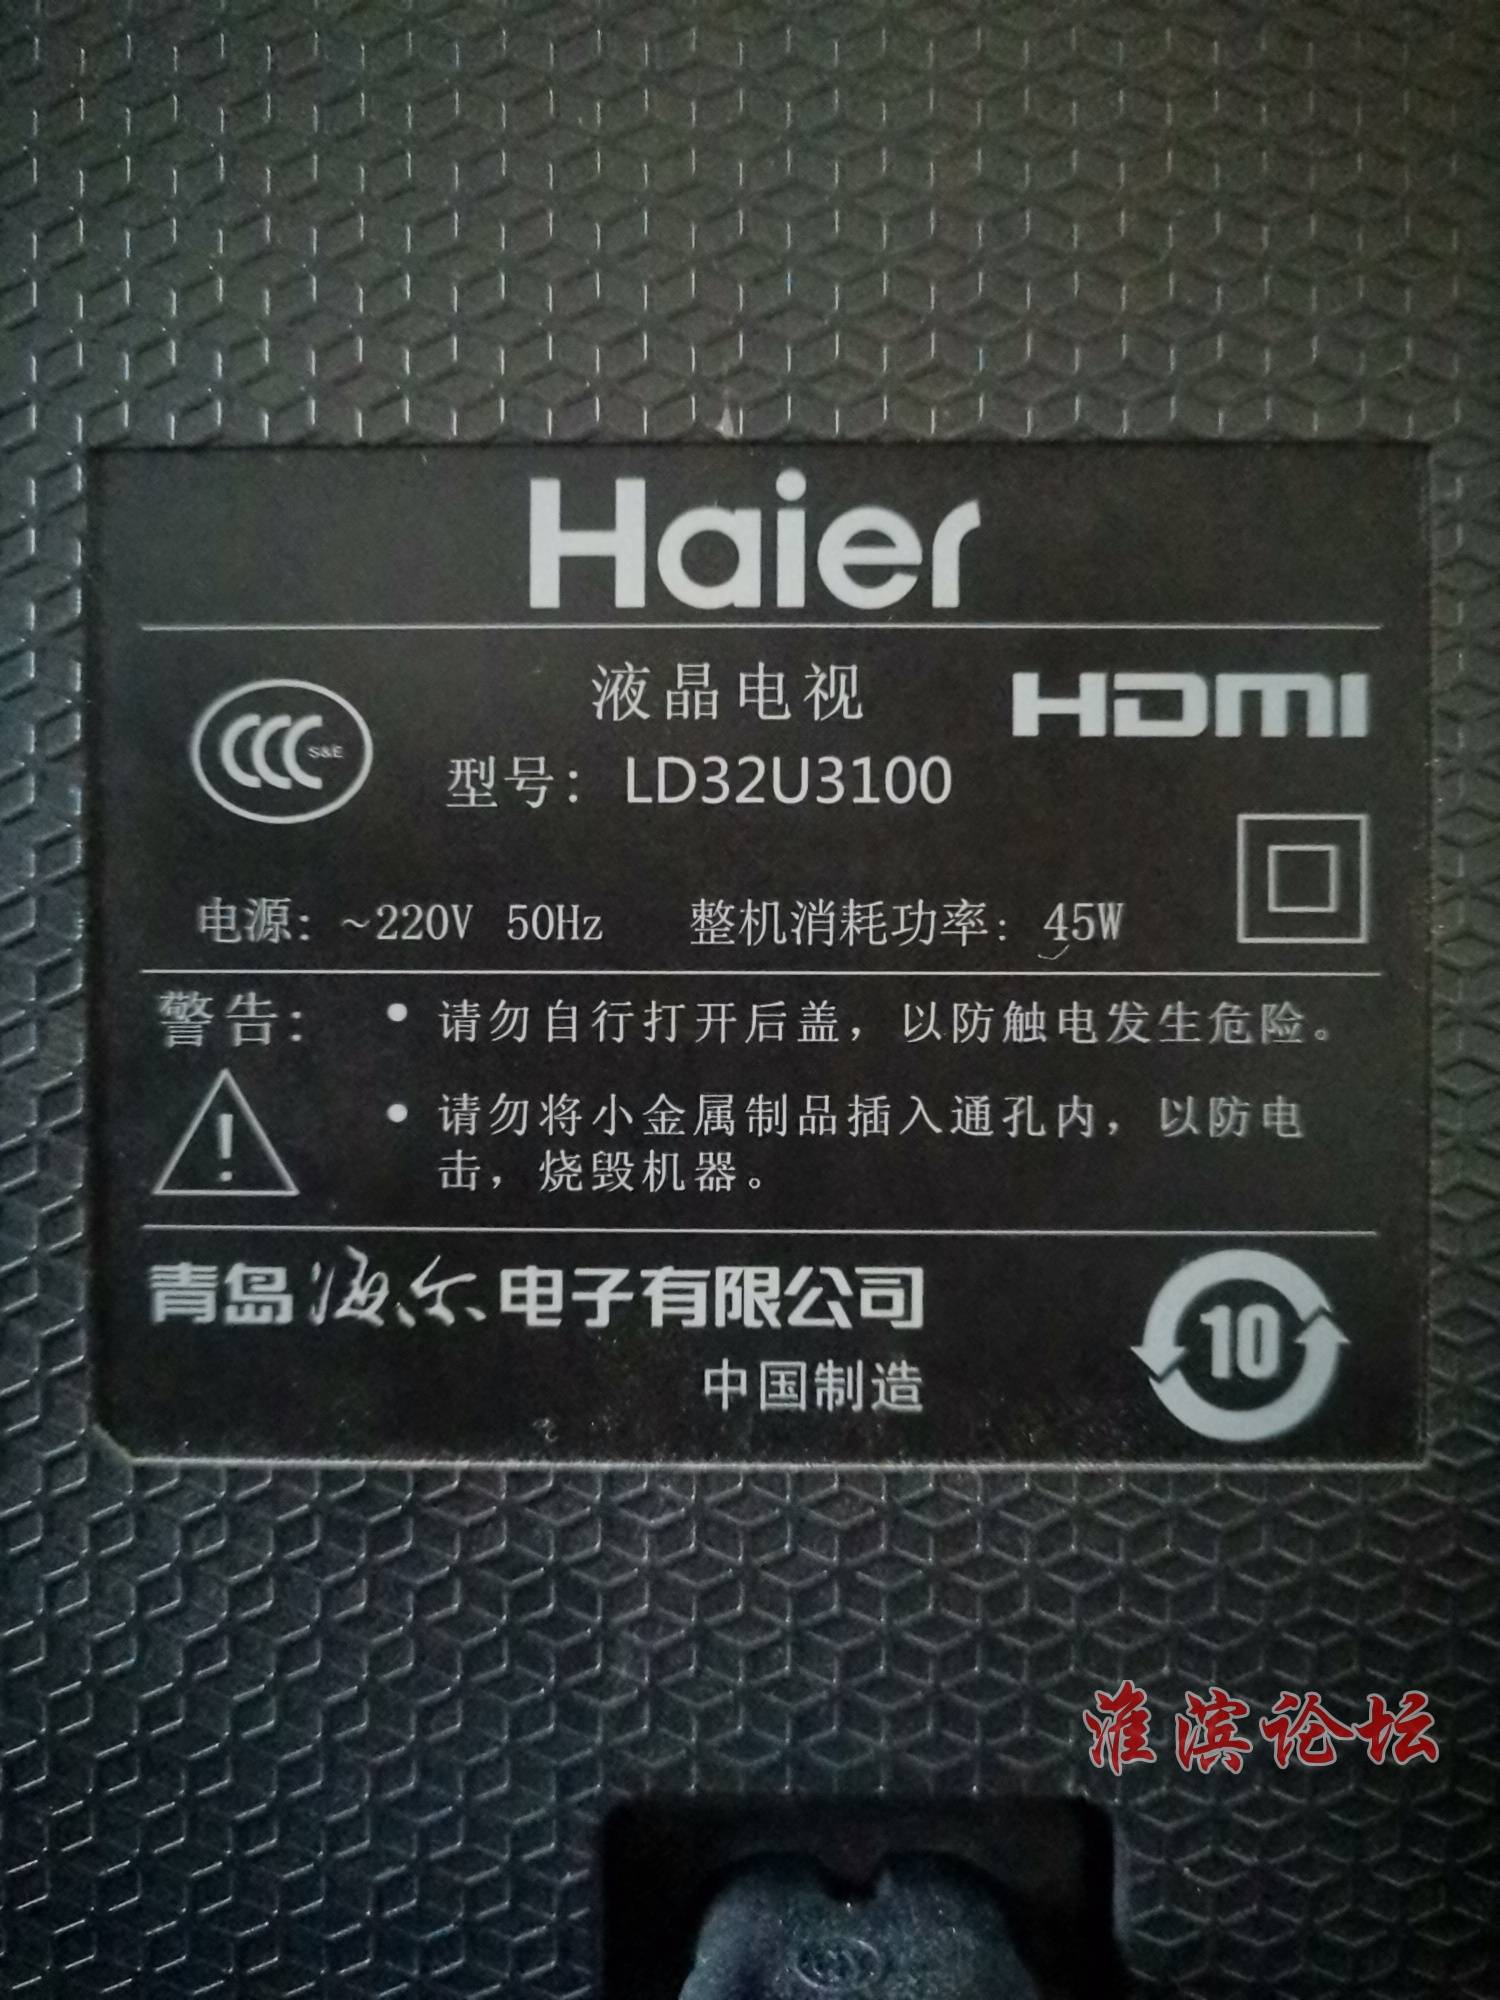 Haier
液晶电视
HDMI
CCC S&E
型号：LD32U3100
电源：~220V 50Hz 整机消耗功率：45W
警告：
• 请勿自行打开后盖，以防触电发生危险。
• 请勿将小金属制品插入通孔内，以防电
击，烧毁机器。
!
青岛海尔电子有限公司
10
中国制造
淮滨论坛